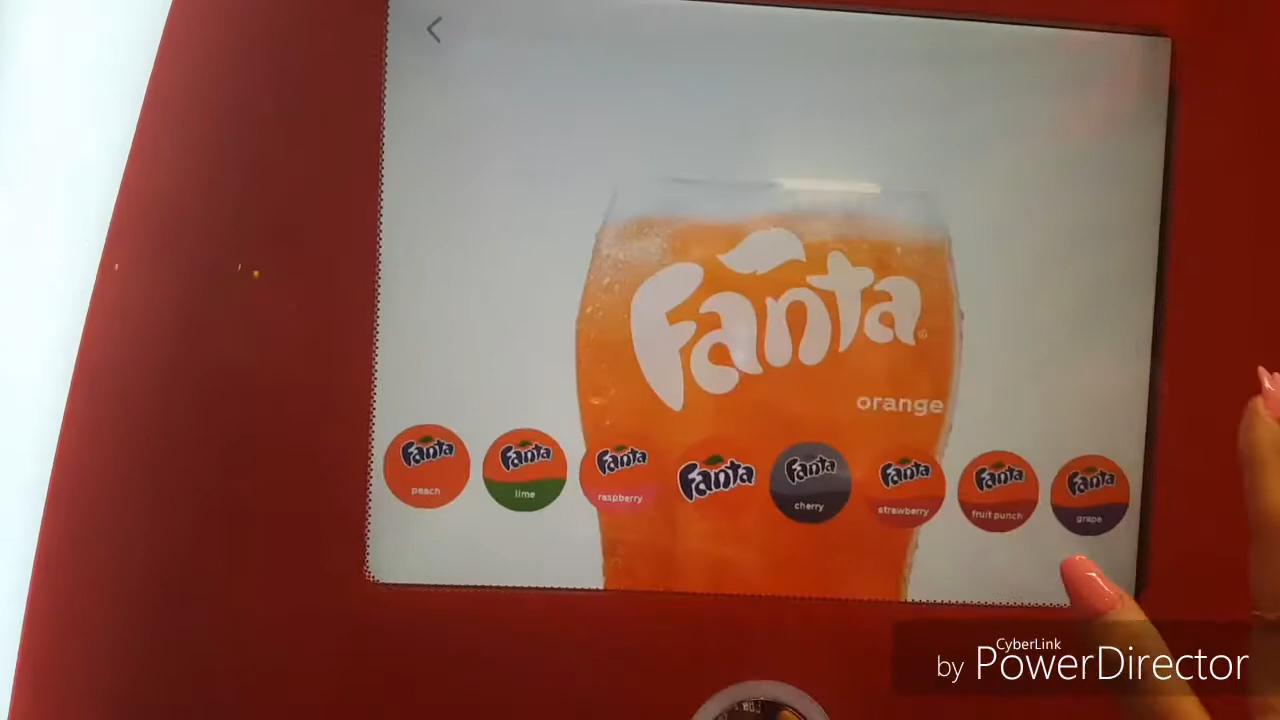 Fanta
orange
Fanta
peach
Fanta
lime
Fanta
raspberry
Fanta
Fanta
cherry
Fanta
strawberry
Fanta
fruit punch
Fanta
grape
CyberLink
by PowerDirector